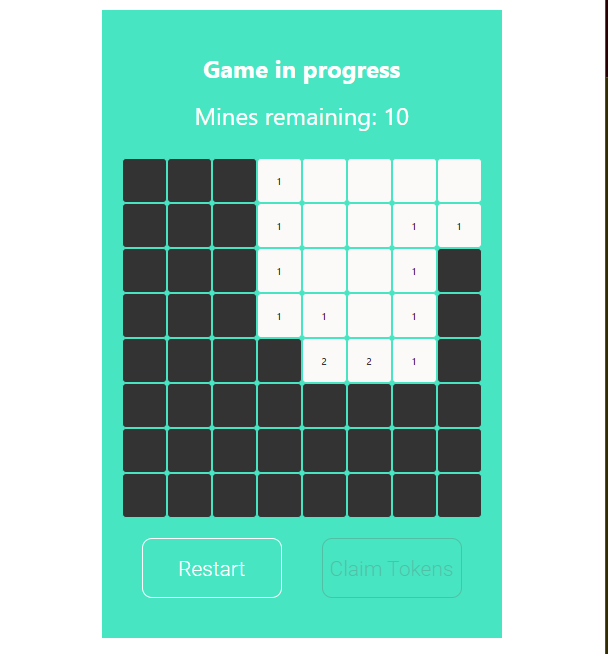 Game in progress
Mines remaining: 10
1
1 1 1
1 1
1 1 1
2 2 1
Restart
Claim Tokens